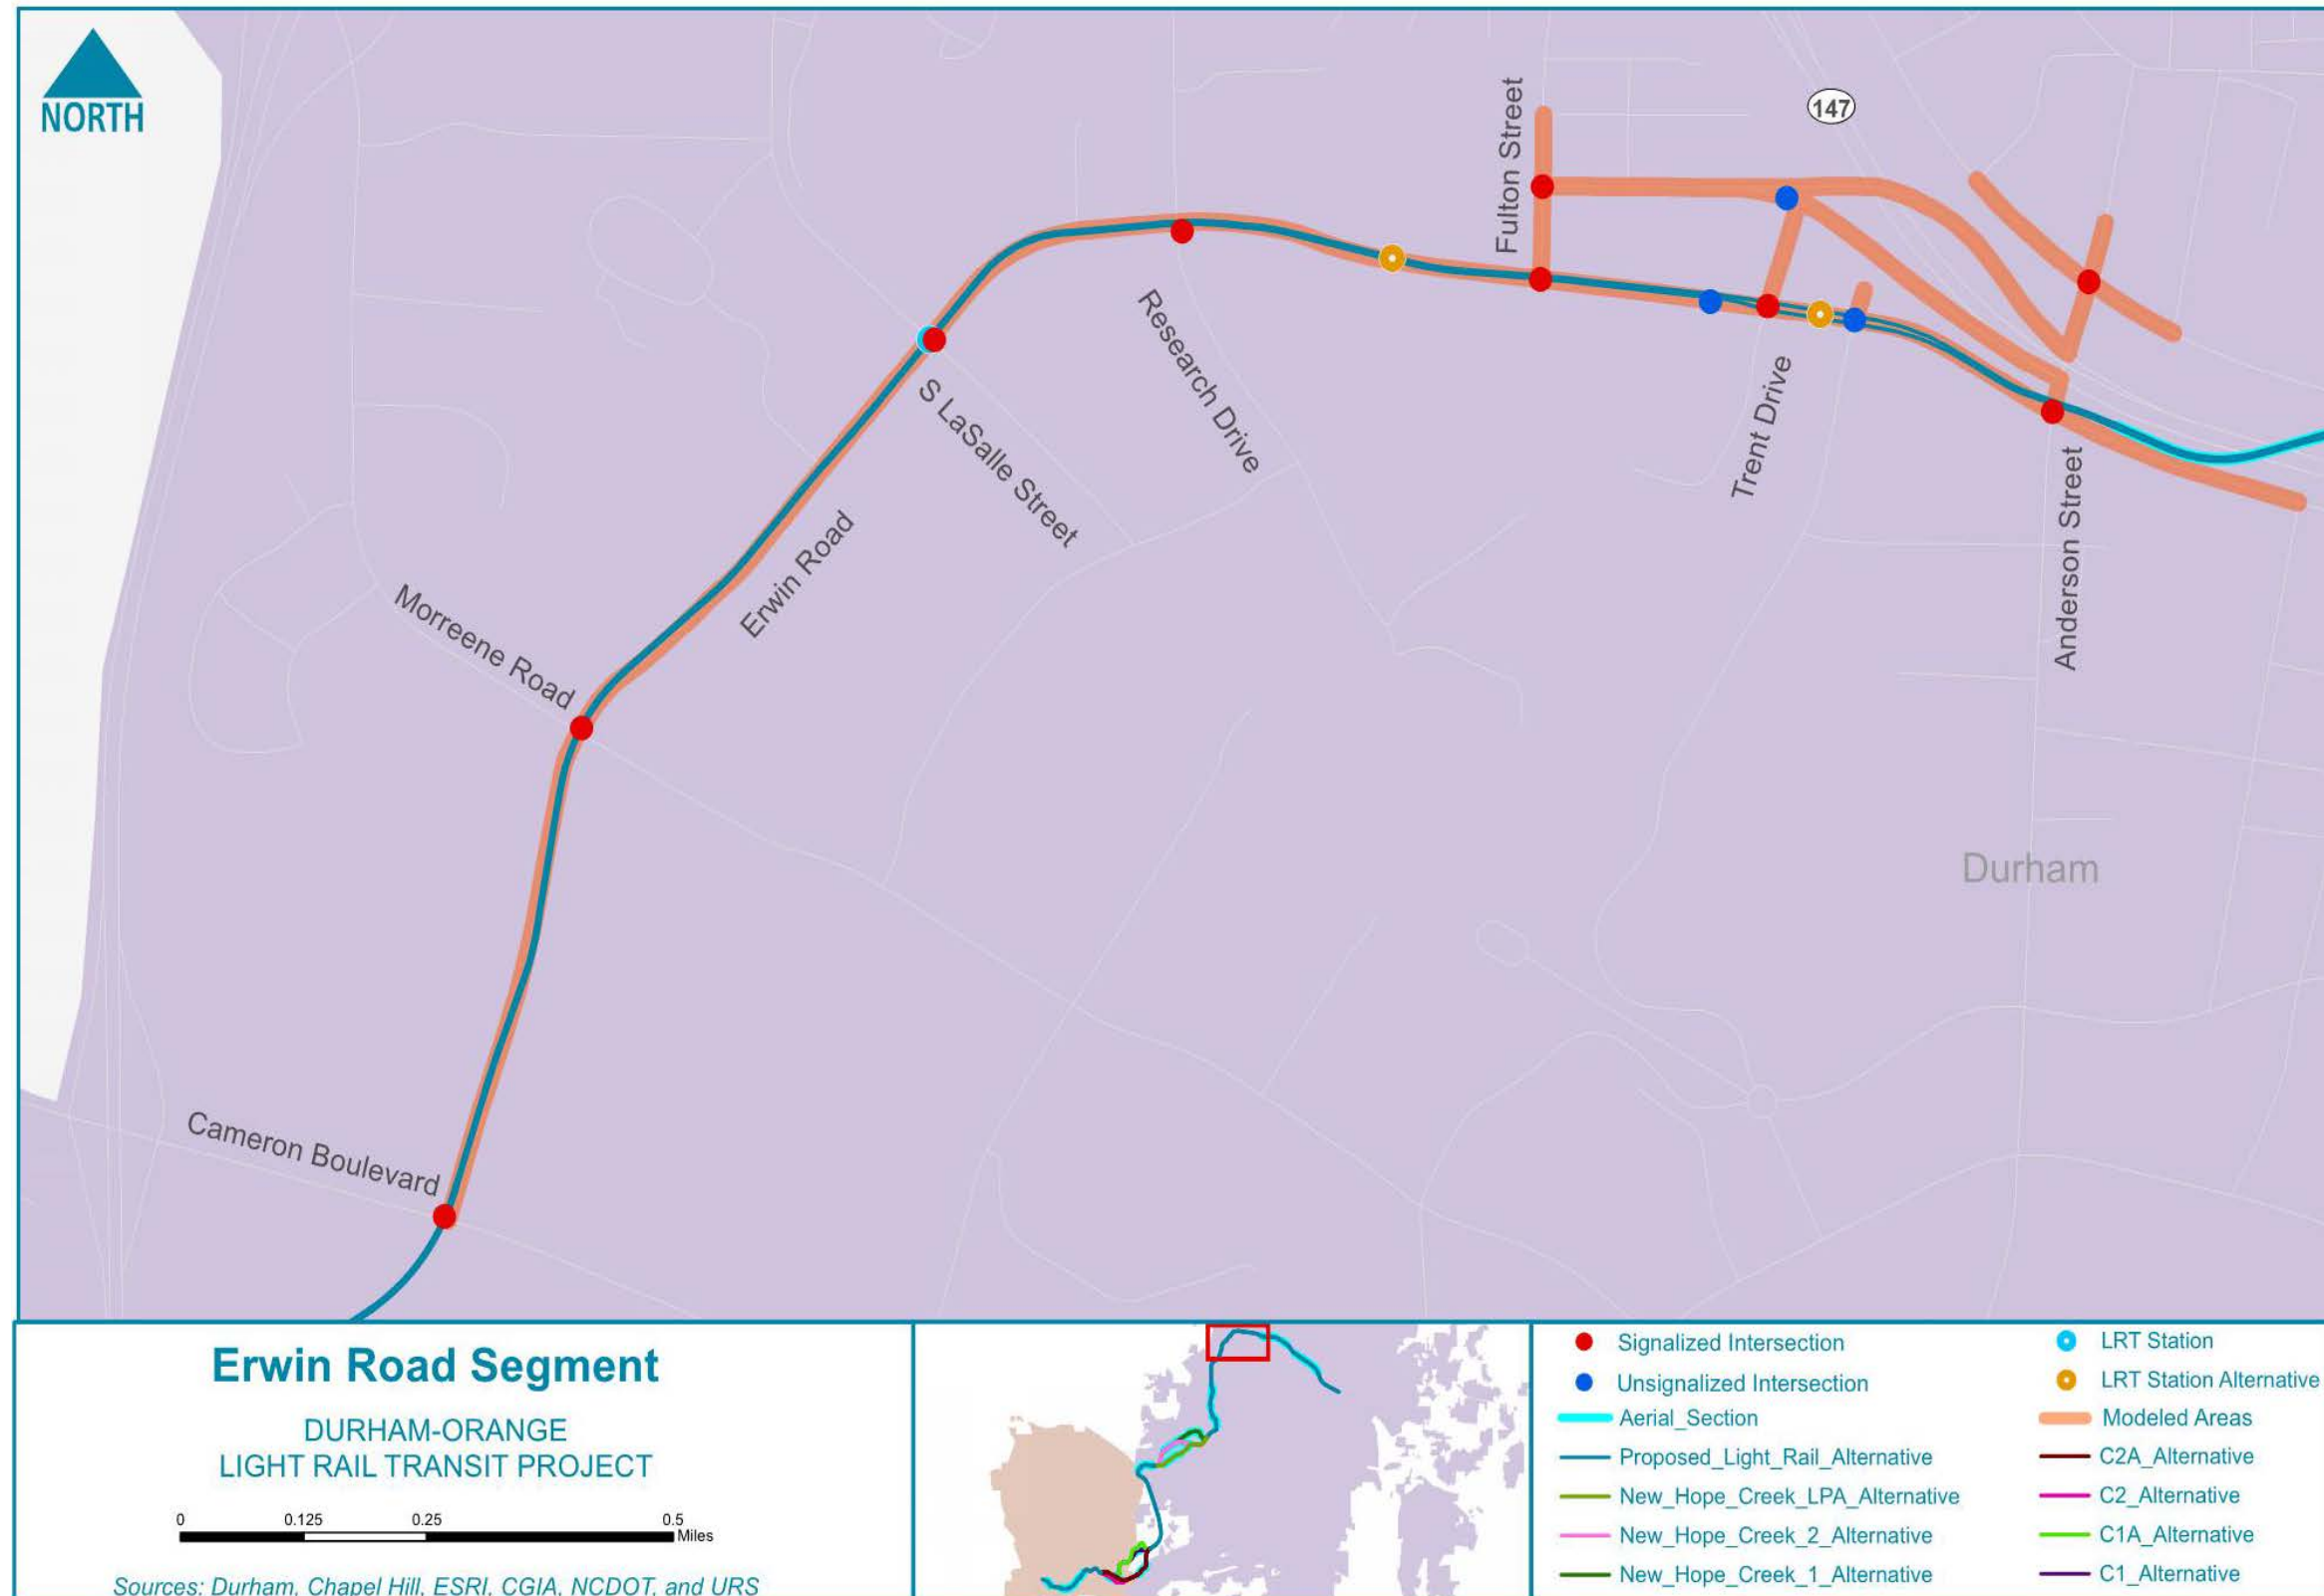 NORTH
147
Fulton Street
Research Drive
S LaSalle Street
Trent Drive
Erwin Road
Anderson Street
Morreene Road
Durham
Cameron Boulevard
Erwin Road Segment
DURHAM-ORANGE
LIGHT RAIL TRANSIT PROJECT
0 0.125 0.25 0.5
Miles
Sources: Durham, Chapel Hill, ESRI, CGIA, NCDOT, and URS
Signalized Intersection
Unsignalized Intersection
Aerial_Section
Proposed_Light_Rail_Alternative
New_Hope_Creek_LPA_Alternative
New_Hope_Creek_2_Alternative
New_Hope_Creek_1_Alternative
LRT Station
LRT Station Alternative
Modeled Areas
C2A_Alternative
C2_Alternative
C1A_Alternative
C1_Alternative